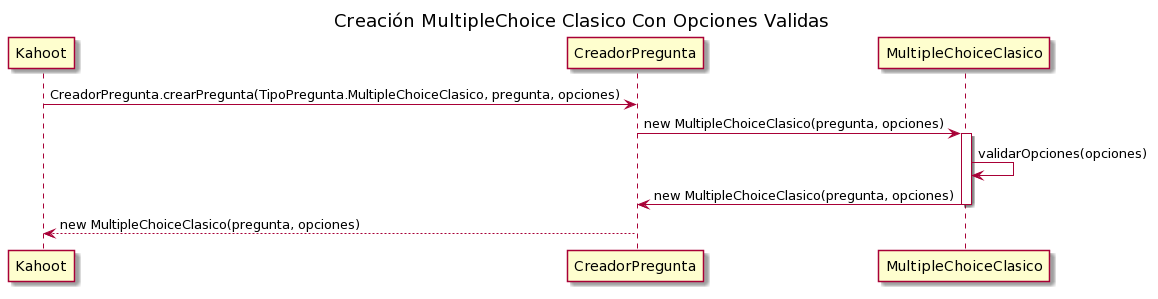 Creación MultipleChoice Clasico Con Opciones Validas
Kahoot
CreadorPregunta
MultipleChoiceClasico
CreadorPregunta.crearPregunta(TipoPregunta.MultipleChoiceClasico, pregunta, opciones)
new MultipleChoiceClasico(pregunta, opciones)
validarOpciones(opciones)
new MultipleChoiceClasico(pregunta, opciones)
new MultipleChoiceClasico(pregunta, opciones)
Kahoot
CreadorPregunta
MultipleChoiceClasico